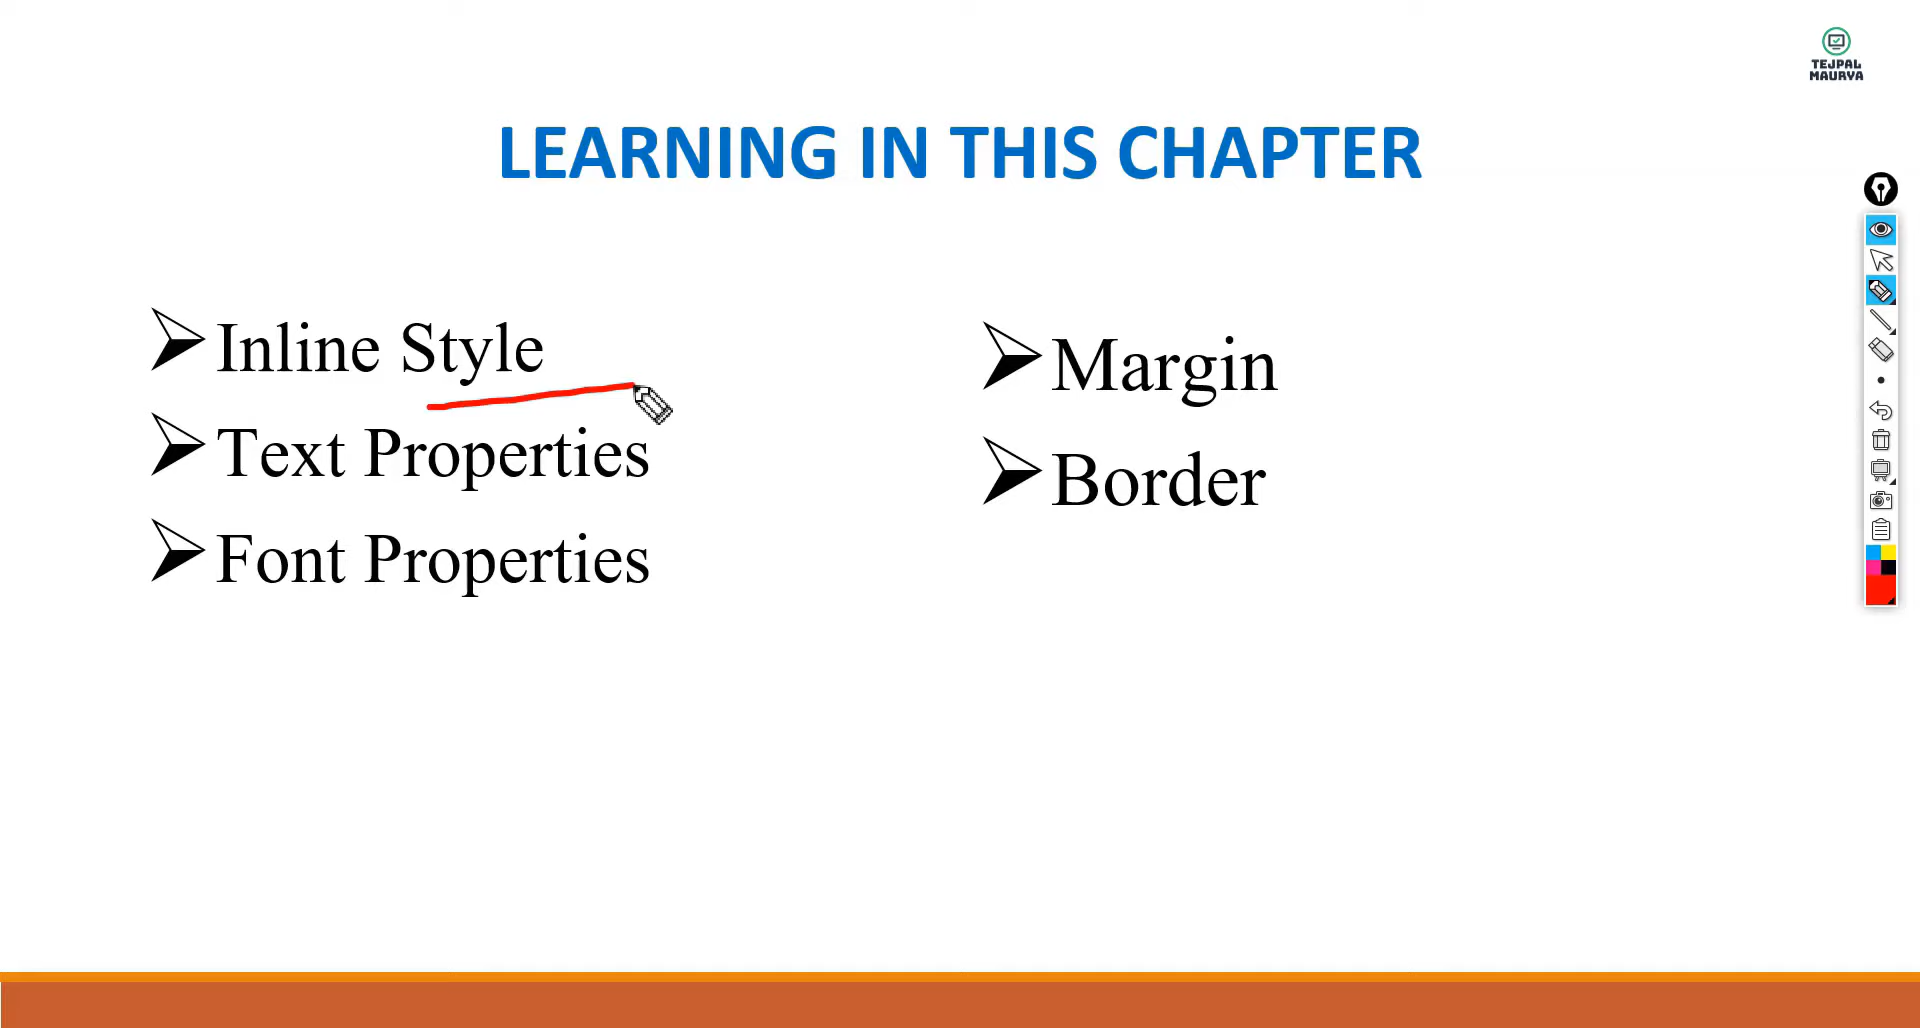 TEJPAL
MAURYA
LEARNING IN THIS CHAPTER
Inline Style
Text Properties
Font Properties
Margin
Border